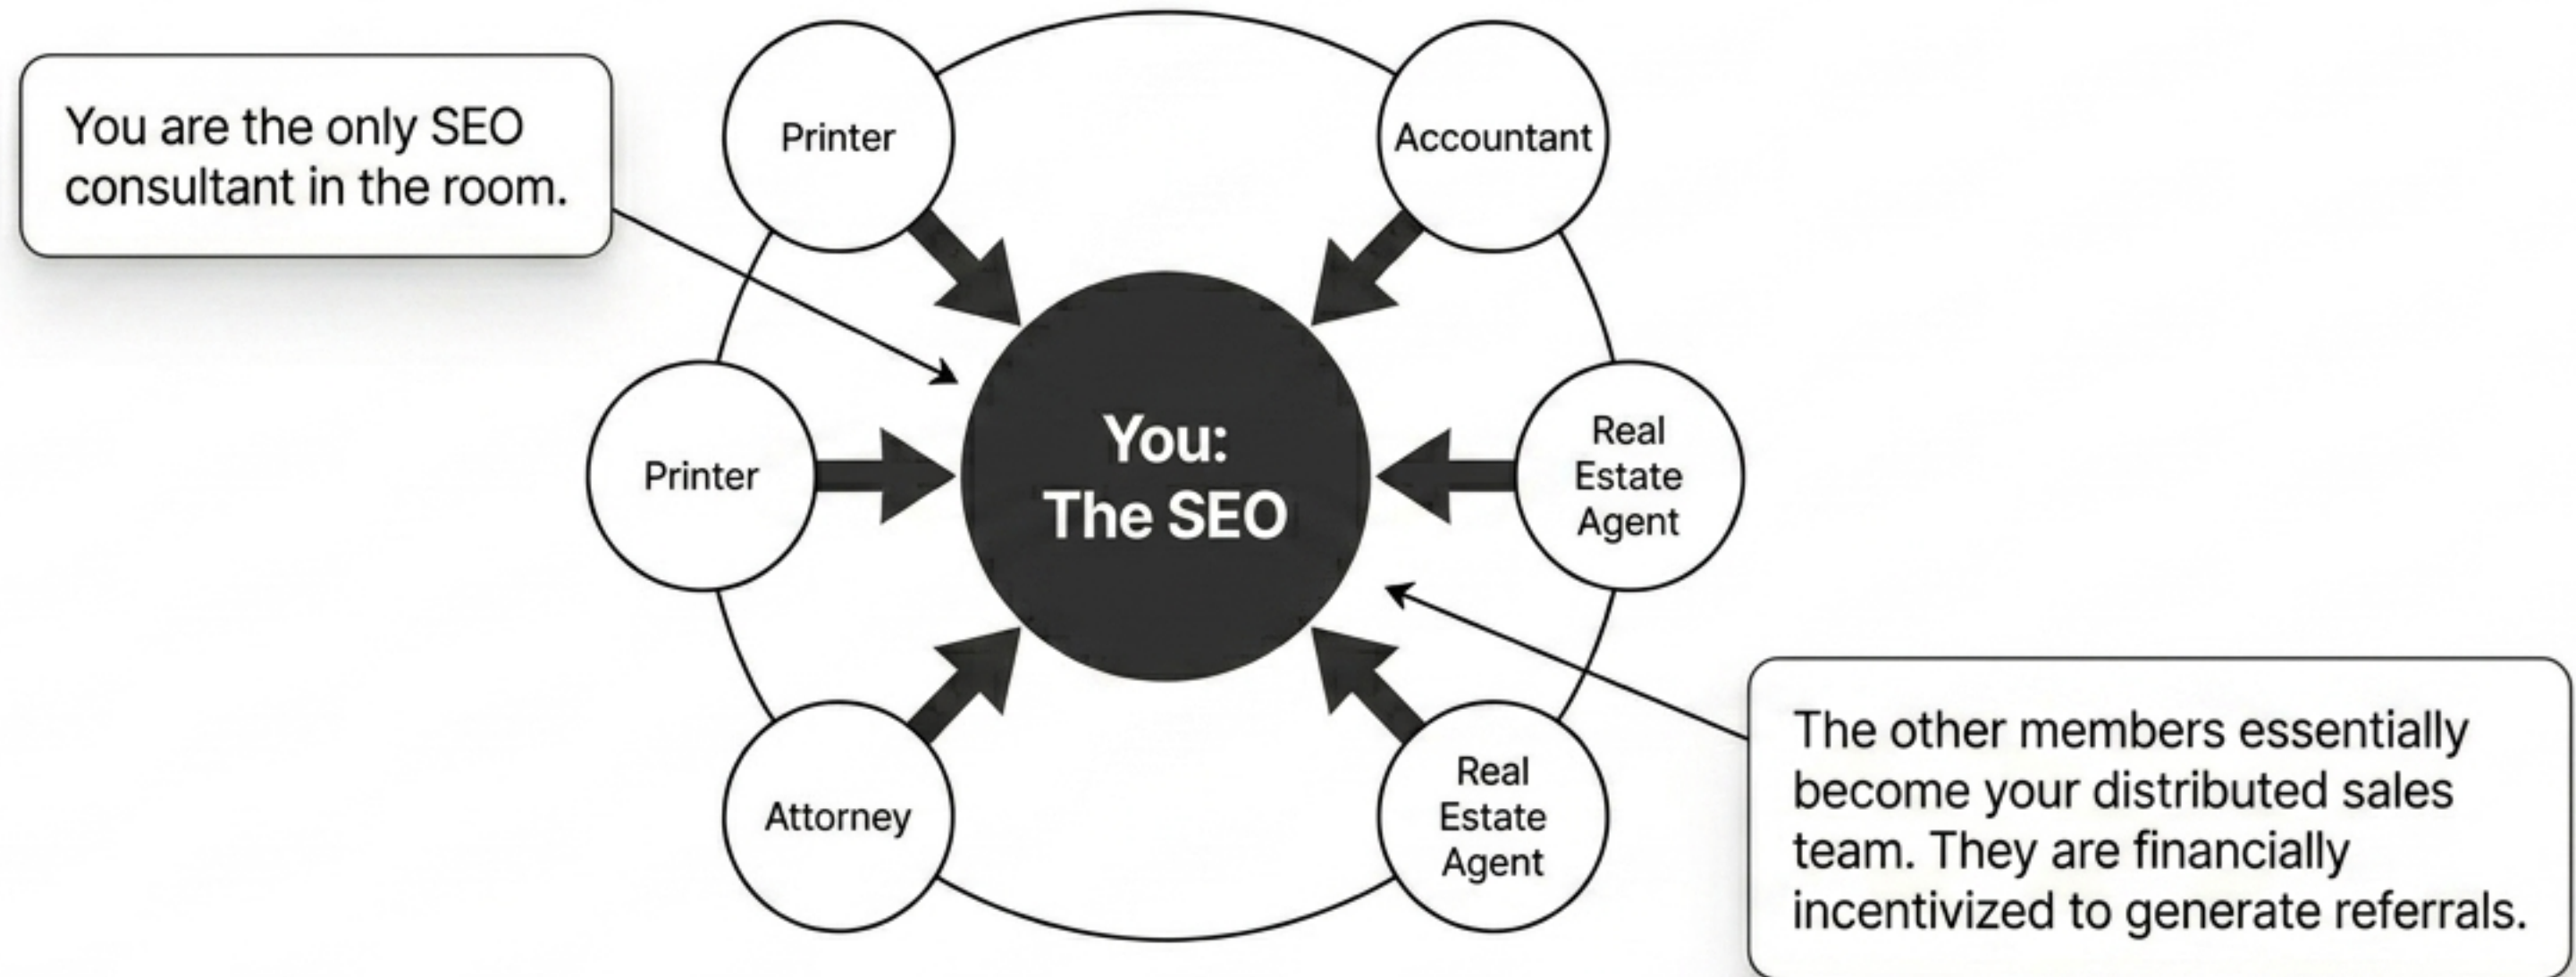 You are the only SEO
consultant in the room.
Printer
Accountant
Printer
You:
The SEO
Real
Estate
Agent
Attorney
Real
Estate
Agent
The other members essentially
become your distributed sales
team. They are financially
incentivized to generate referrals.